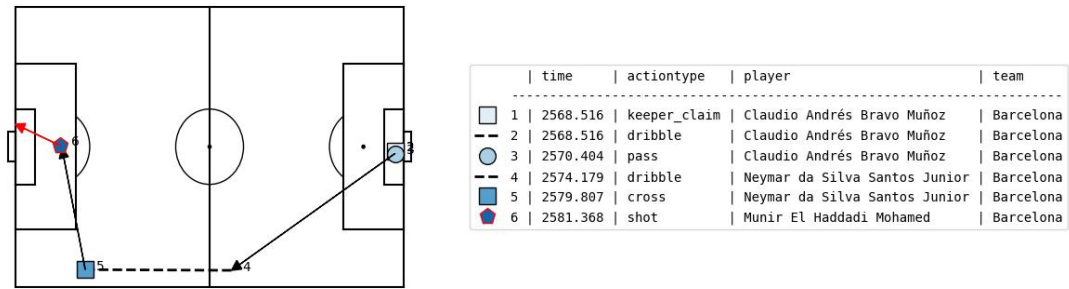 | time | actiontype | player | team
--------------------------------------------------------------------------
1 | 2568.516 | keeper_claim | Claudio Andrés Bravo Muñoz | Barcelona
2 | 2568.516 | dribble | Claudio Andrés Bravo Muñoz | Barcelona
3 | 2570.404 | pass | Claudio Andrés Bravo Muñoz | Barcelona
4 | 2574.179 | dribble | Neymar da Silva Santos Junior | Barcelona
5 | 2579.807 | cross | Neymar da Silva Santos Junior | Barcelona
6 | 2581.368 | shot | Munir El Haddadi Mohamed | Barcelona
6
5
4